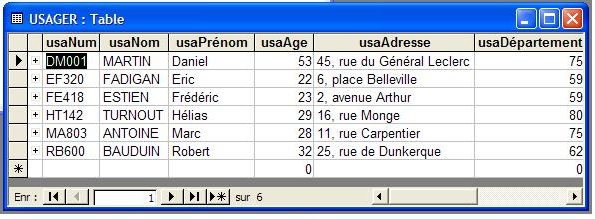 USAGER : Table
usaNum usaNom usaPrénom usaAge usaAdresse usaDépartement
+ DM001 MARTIN Daniel 53 45, rue du Général Leclerc 75
+ EF320 FADIGAN Eric 22 6, place Belleville 59
+ FE418 ESTIEN Frédéric 23 2, avenue Arthur 59
+ HT142 TURNOUT Hélias 29 16, rue Monge 80
+ MA803 ANTOINE Marc 28 11, rue Carpentier 75
+ RB600 BAUDUIN Robert 32 25, rue de Dunkerque 62
* 0 0
Enr : 1 sur 6